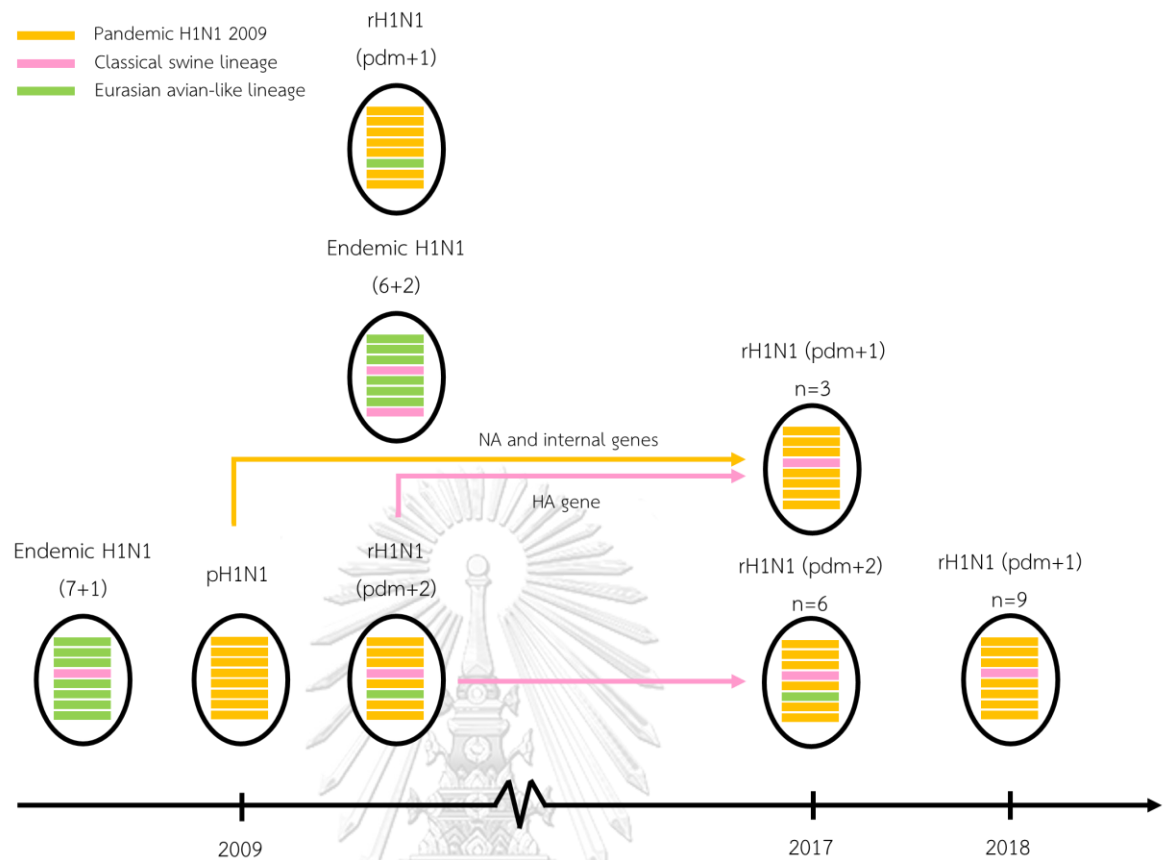 Pandemic H1N1 2009
Classical swine lineage
Eurasian avian-like lineage
rH1N1
(pdm+1)
Endemic H1N1
(6+2)
rH1N1 (pdm+1)
n=3
NA and internal genes
HA gene
Endemic H1N1
(7+1)
pH1N1
rH1N1
(pdm+2)
rH1N1 (pdm+2)
n=6
rH1N1 (pdm+1)
n=9
2009
2017
2018